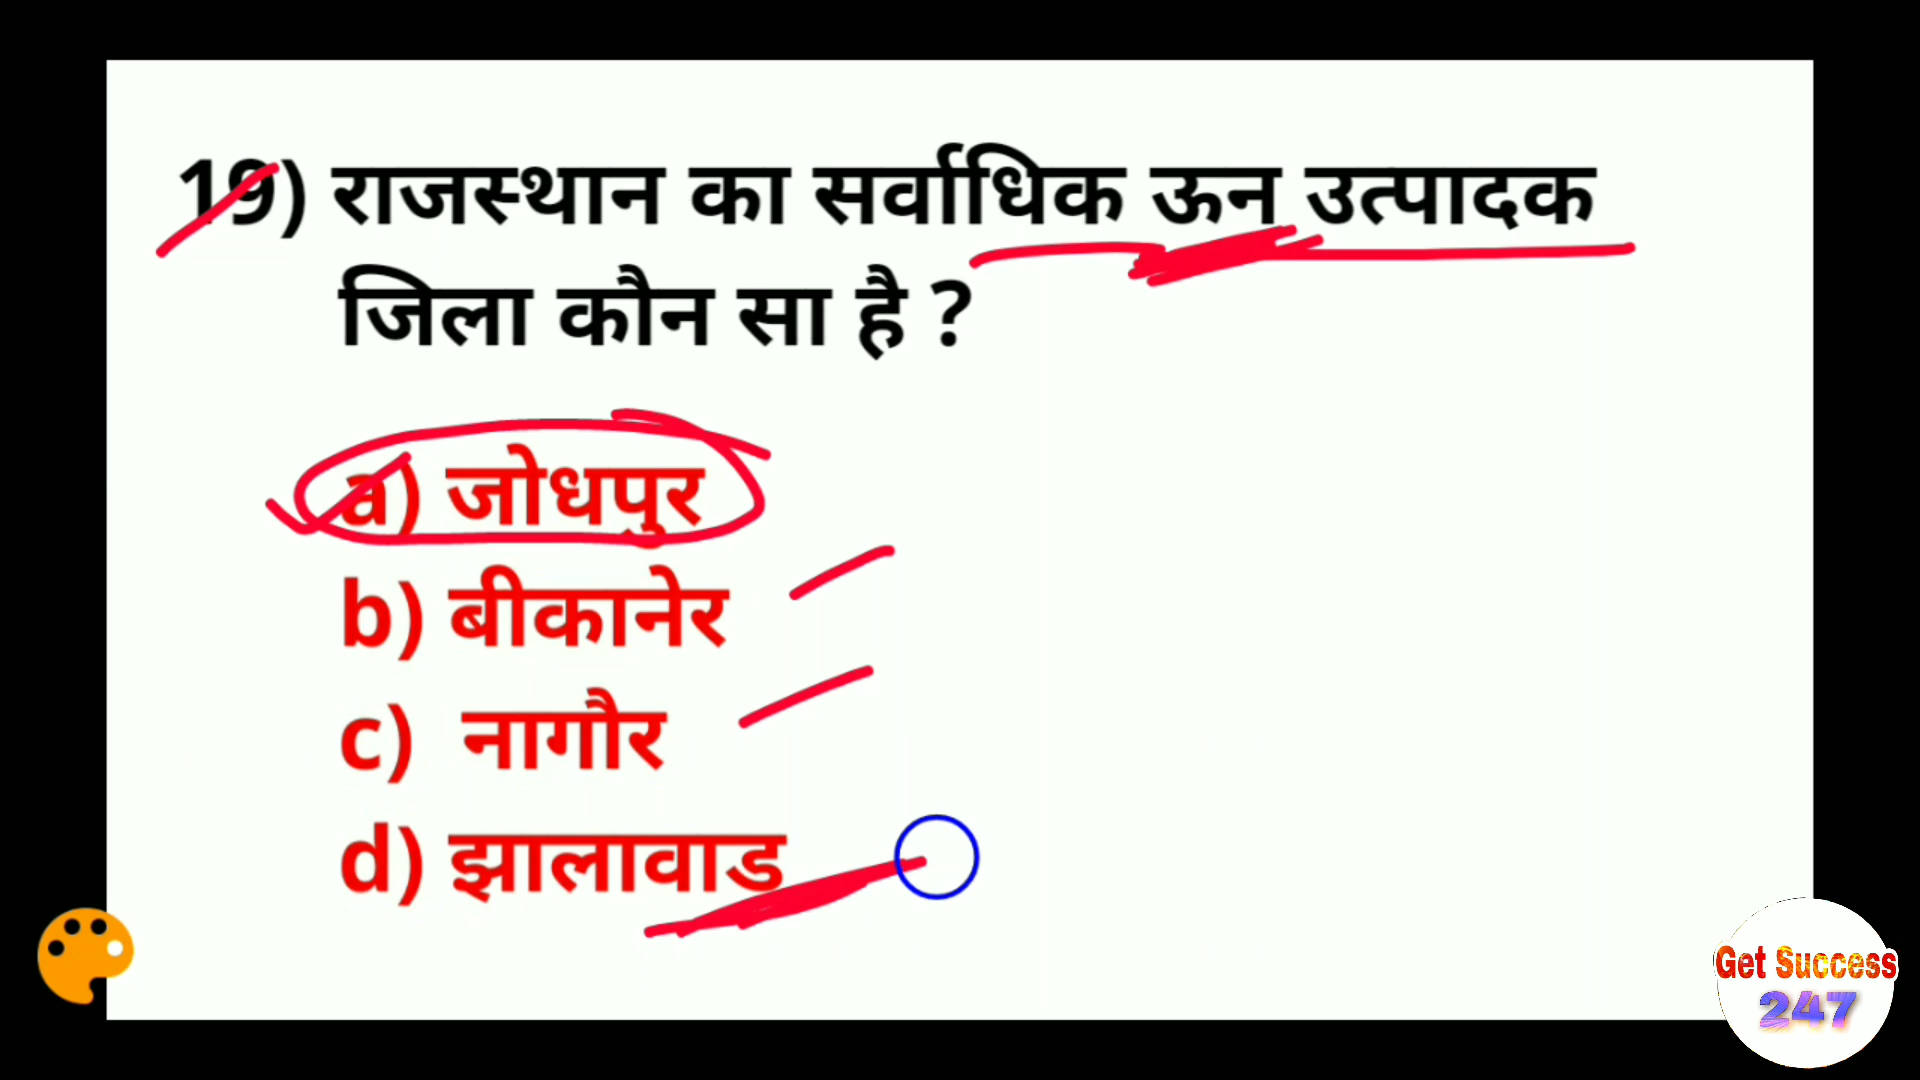 19) राजस्थान का सर्वाधिक ऊन उत्पादक
जिला कौन सा है ?
a) जोधपुर
b) बीकानेर
c) नागौर
d) झालावाड
Get Success
247